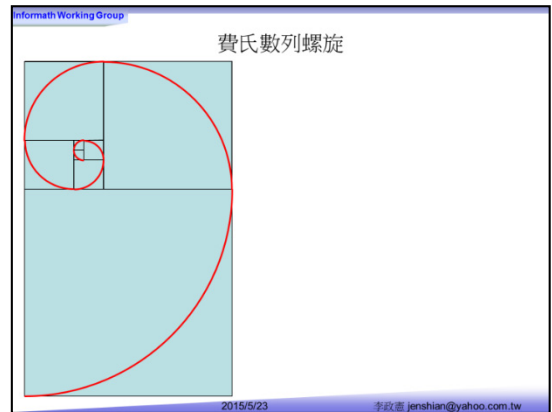 Informath Working Group
費氏數列螺旋
2015/5/23
李政憲 jenshian@yahoo.com.tw